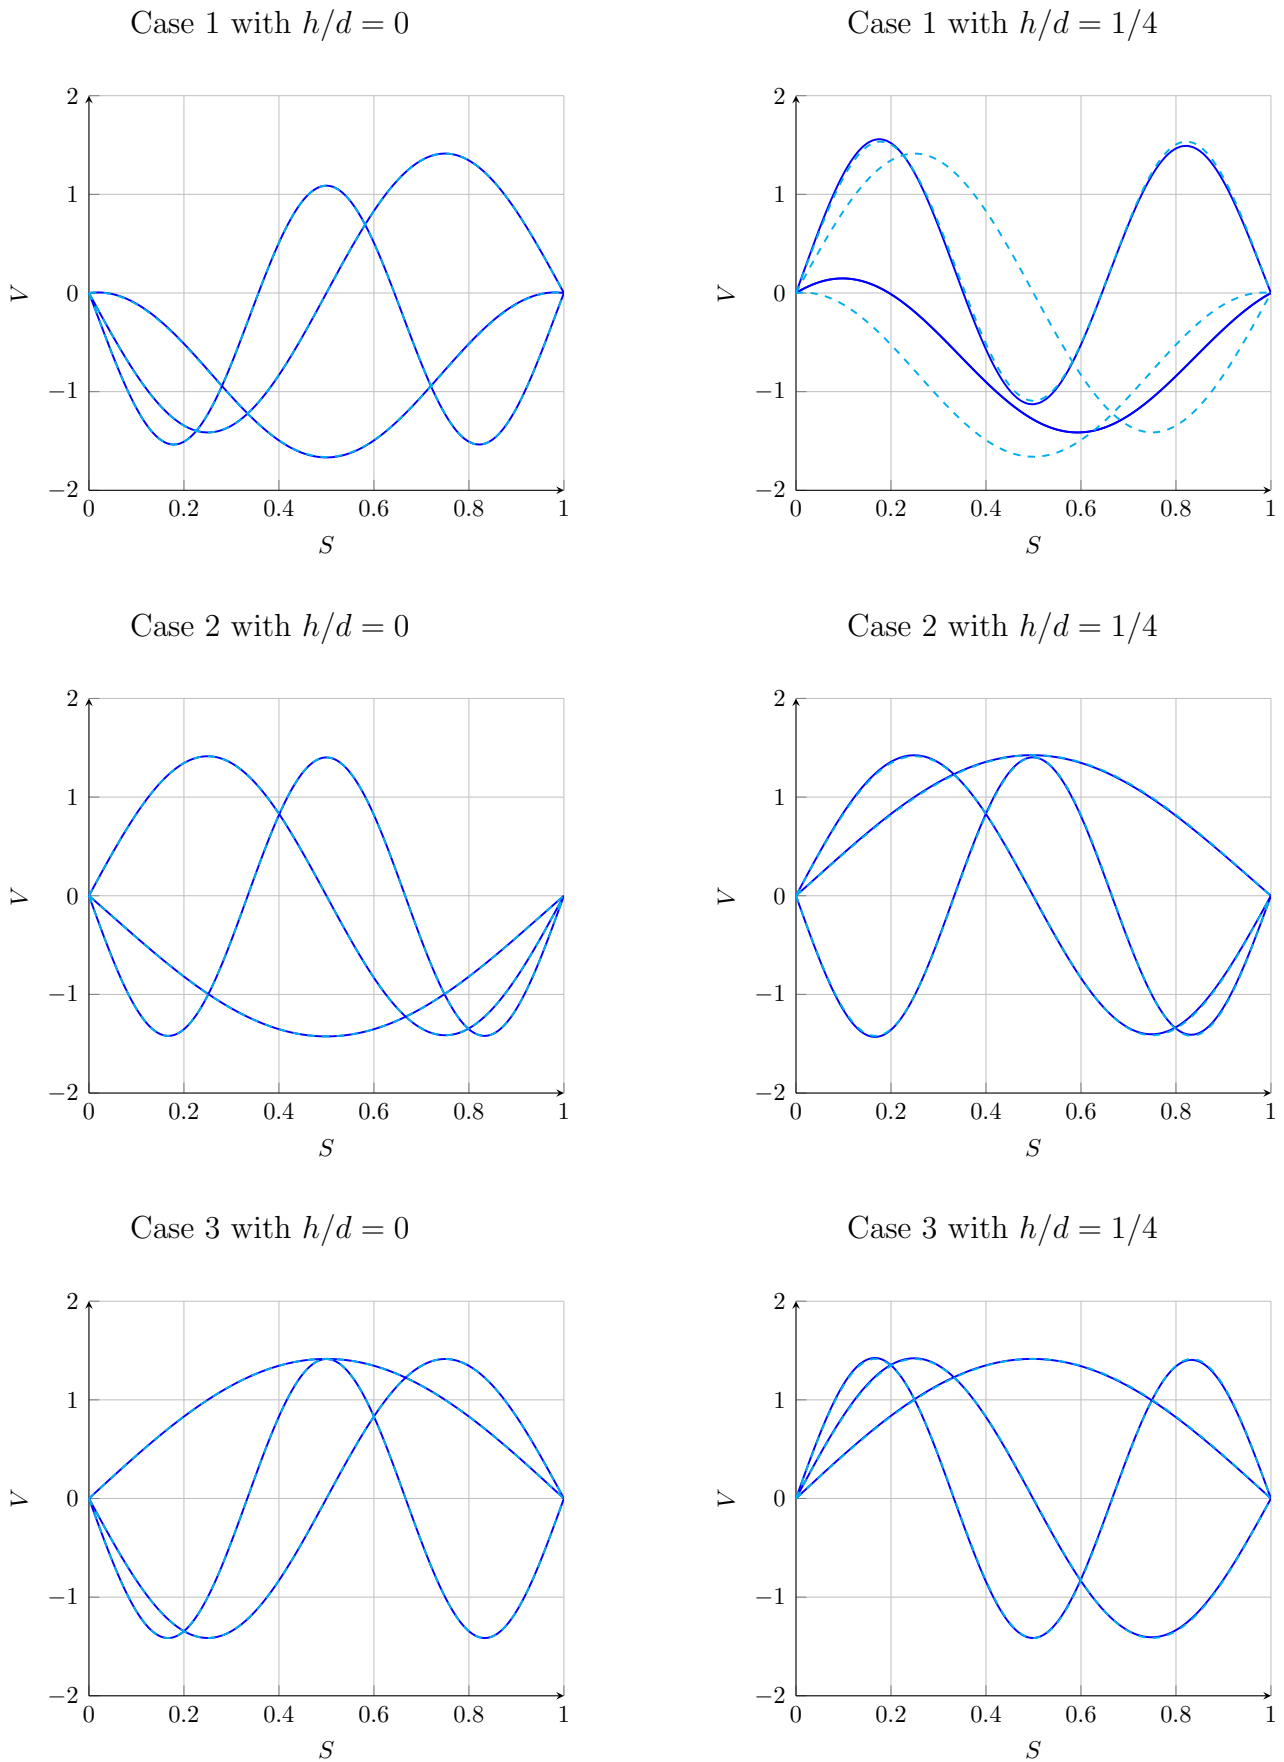 Case 1 with h/d = 0
2
1
0
−1
−2
V
0 0.2 0.4 0.6 0.8 1
S
Case 1 with h/d = 1/4
2
1
0
−1
−2
V
0 0.2 0.4 0.6 0.8 1
S
Case 2 with h/d = 0
2
1
0
−1
−2
V
0 0.2 0.4 0.6 0.8 1
S
Case 2 with h/d = 1/4
2
1
0
−1
−2
V
0 0.2 0.4 0.6 0.8 1
S
Case 3 with h/d = 0
2
1
0
−1
−2
V
0 0.2 0.4 0.6 0.8 1
S
Case 3 with h/d = 1/4
2
1
0
−1
−2
V
0 0.2 0.4 0.6 0.8 1
S